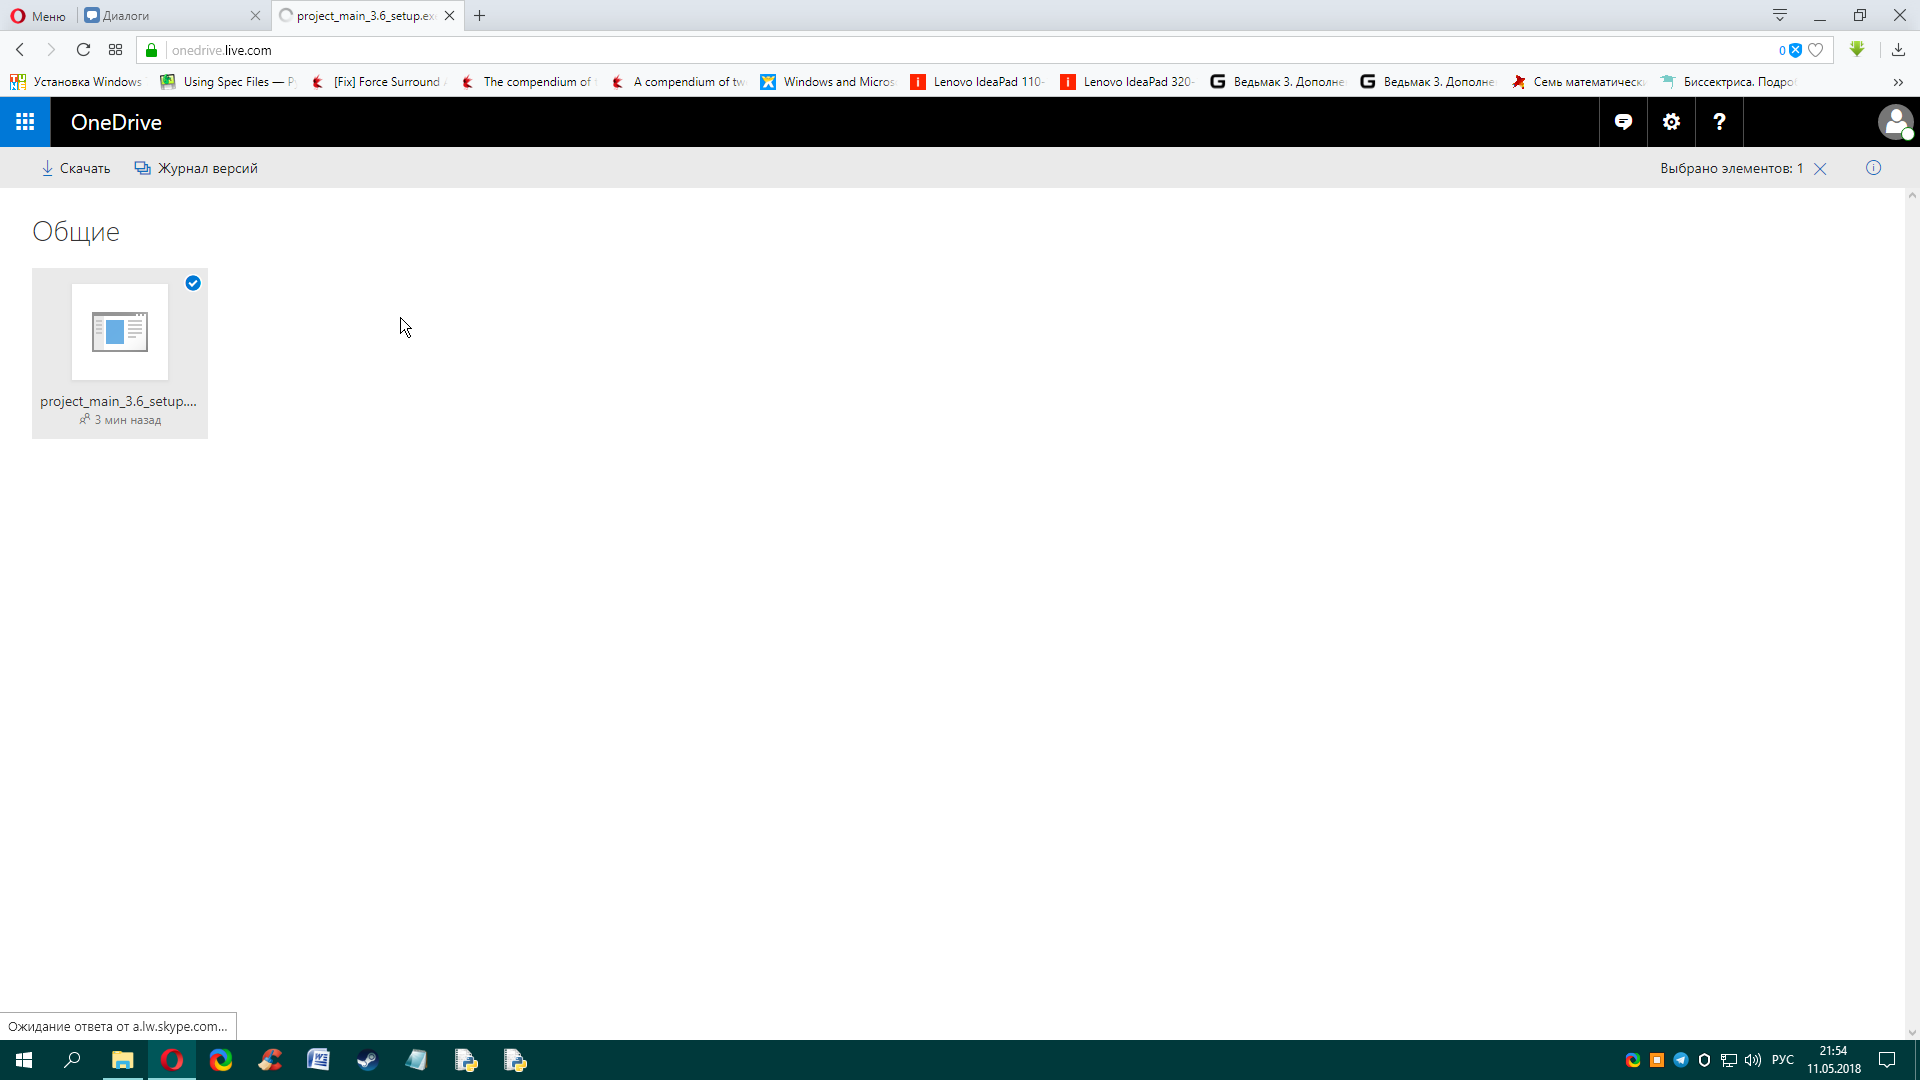 Меню
Диалоги
project_main_3.6_setup.ex
onedrive.live.com
0
Установка Windows
Using Spec Files — P
[Fix] Force Surround
The compendium of
A compendium of tw
Windows and Micros
Lenovo IdeaPad 110-
Lenovo IdeaPad 320-
Ведьмак 3. Дополне
Ведьмак 3. Дополне
Семь математически
Биссектриса. Подро
OneDrive
Скачать
Журнал версий
Выбрано элементов: 1
Общие
project_main_3.6_setup....
3 мин назад
Ожидание ответа от a.lw.skype.com...
РУС
21:54
11.05.2018